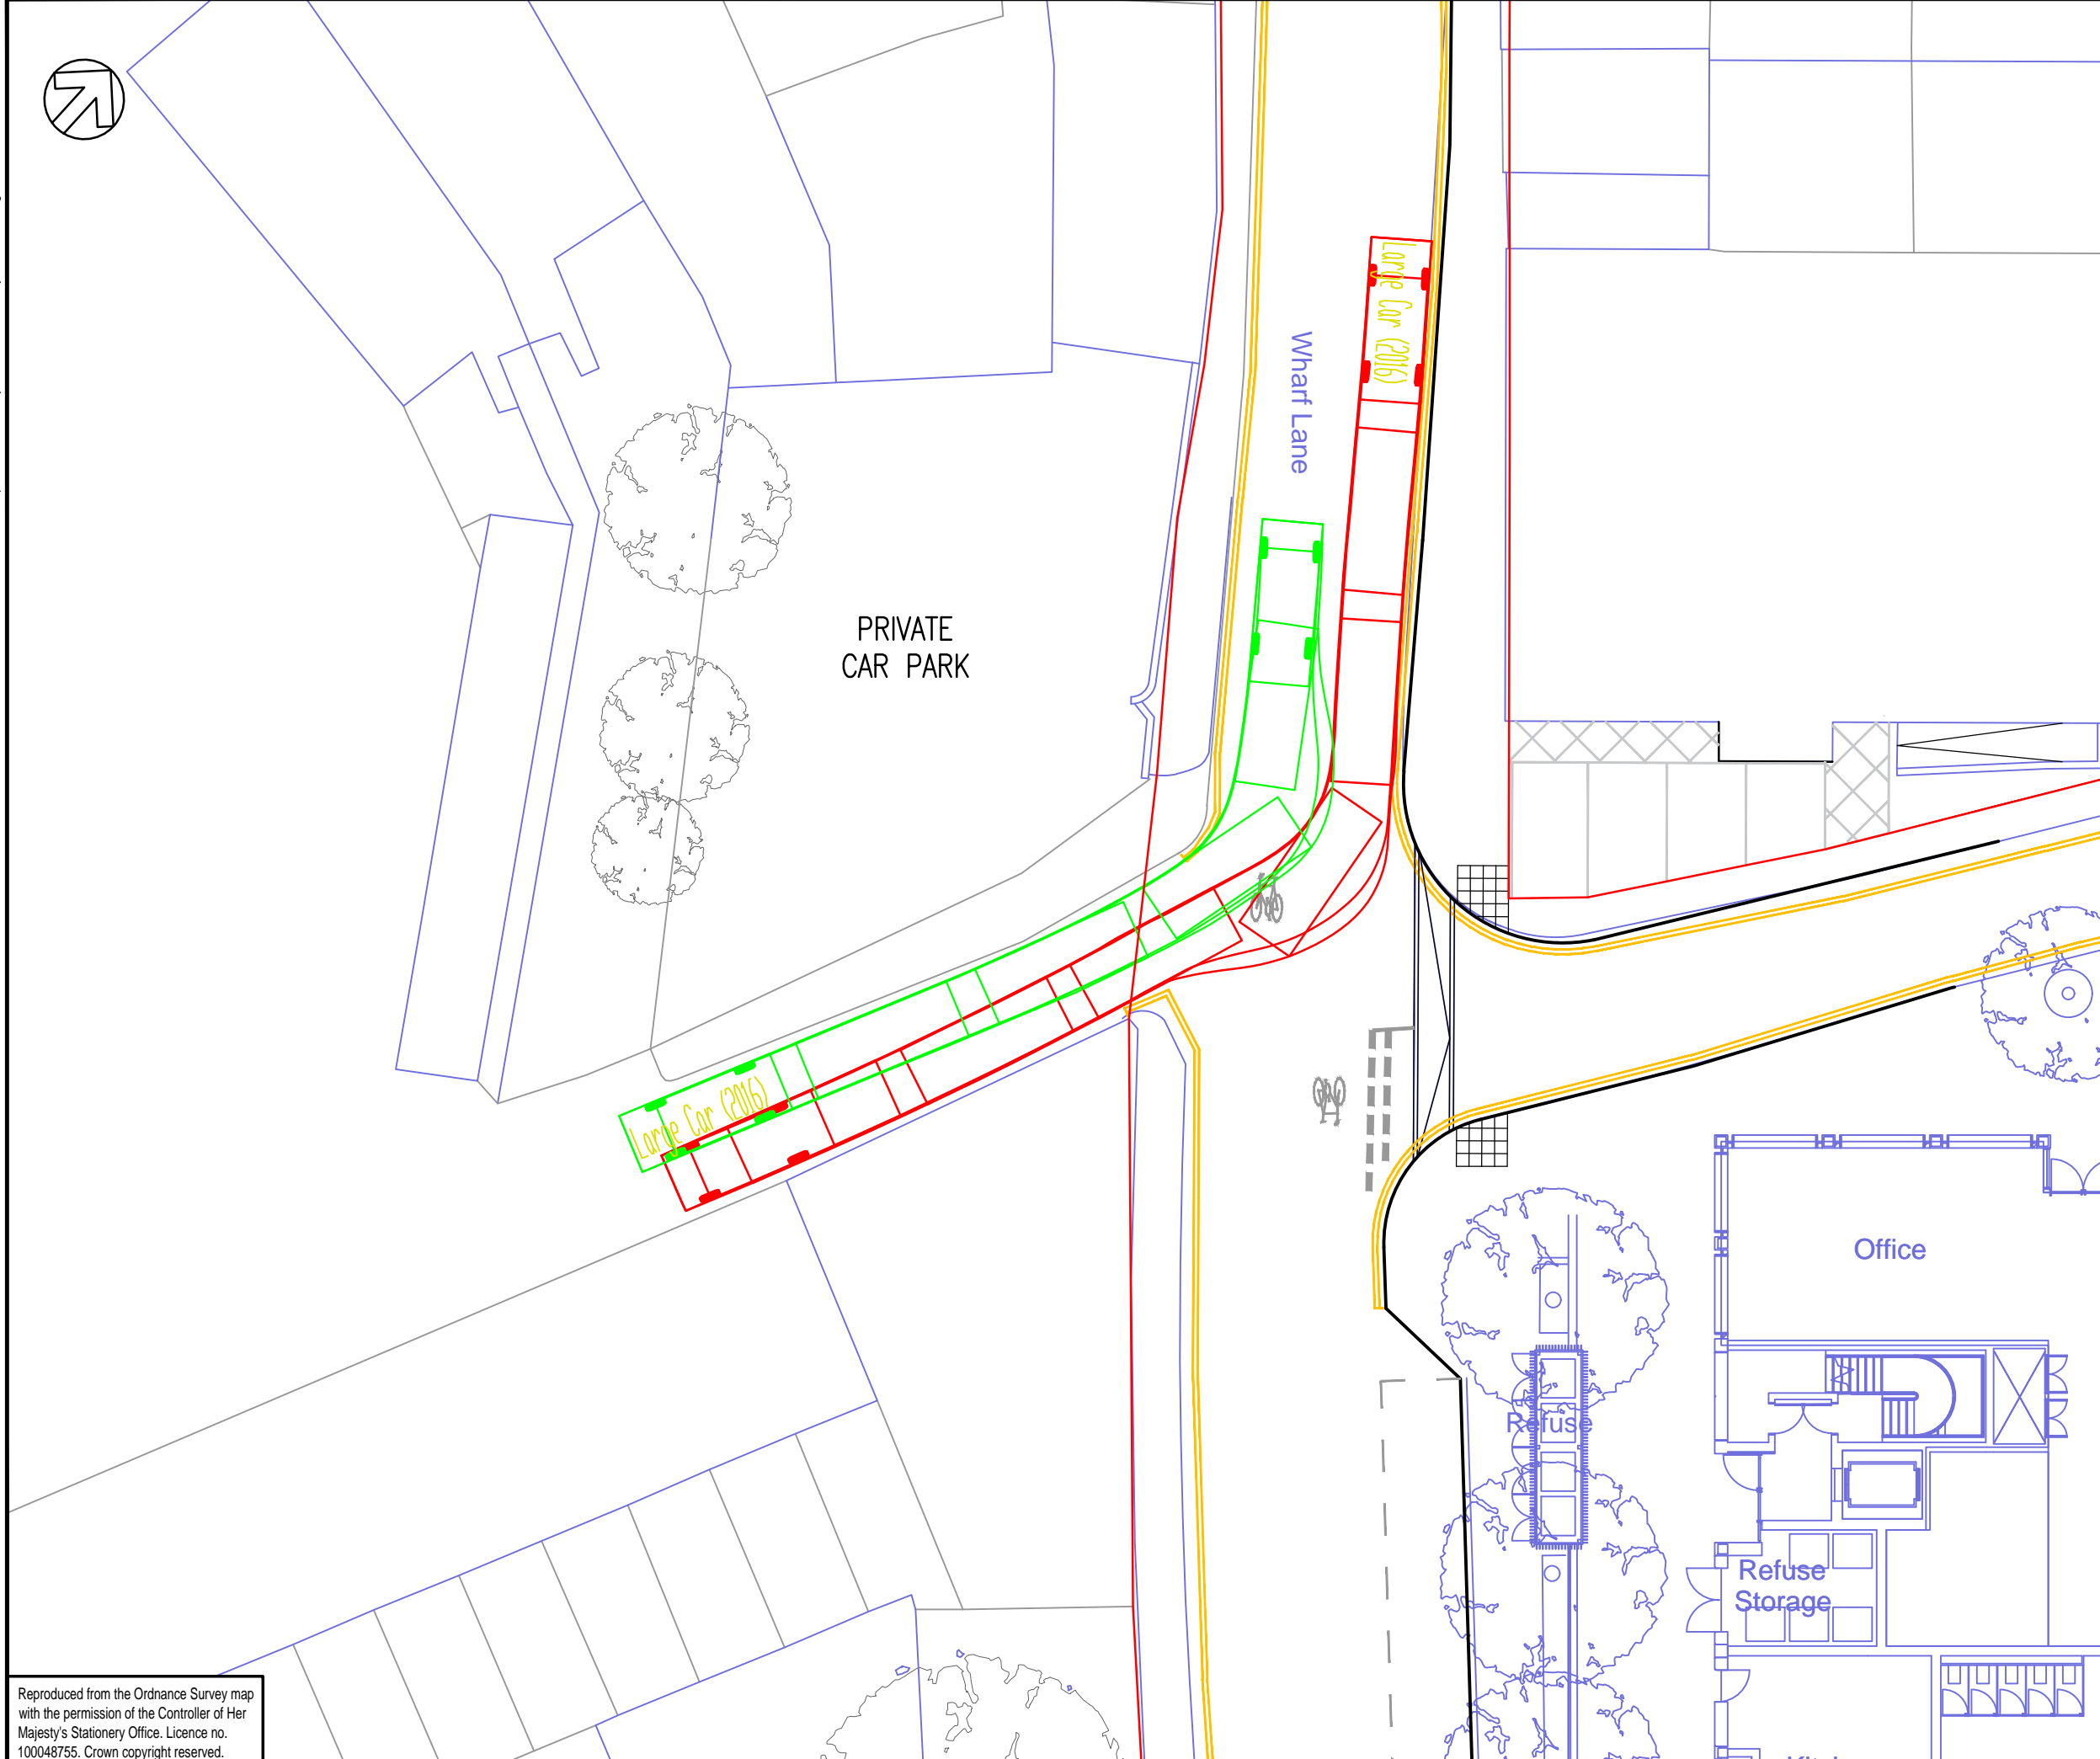 Large Car (2016)
Wharf Lane
PRIVATE
CAR PARK
Large Car (2016)
Office
Refuse
Refuse
Storage
Reproduced from the Ordnance Survey map
with the permission of the Controller of Her
Majesty's Stationery Office. Licence no.
100048755. Crown copyright reserved.